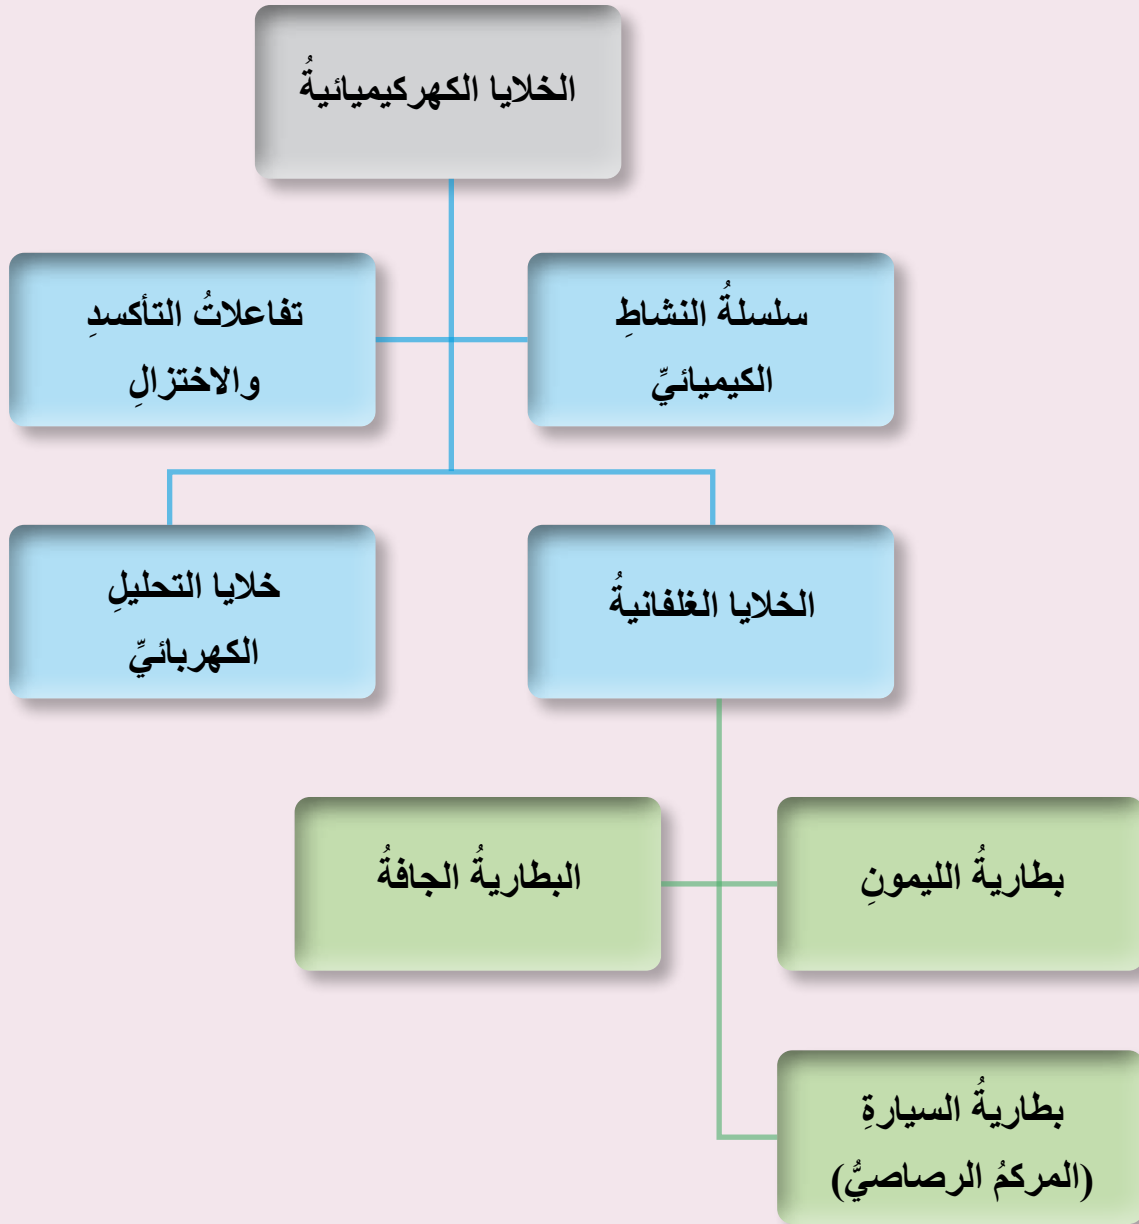 الخلايا الكهركيميائيةُ
سلسلةُ النشاطِ
الكيميائيِّ
تفاعلاتُ التأكسدِ
والاختزالِ
الخلايا الغلفانيةُ
خلايا التحليلِ
الكهربائيِّ
بطاريةُ الليمونِ
البطاريةُ الجافةُ
بطاريةُ السيارةِ
(المركمُ الرصاصيُّ)